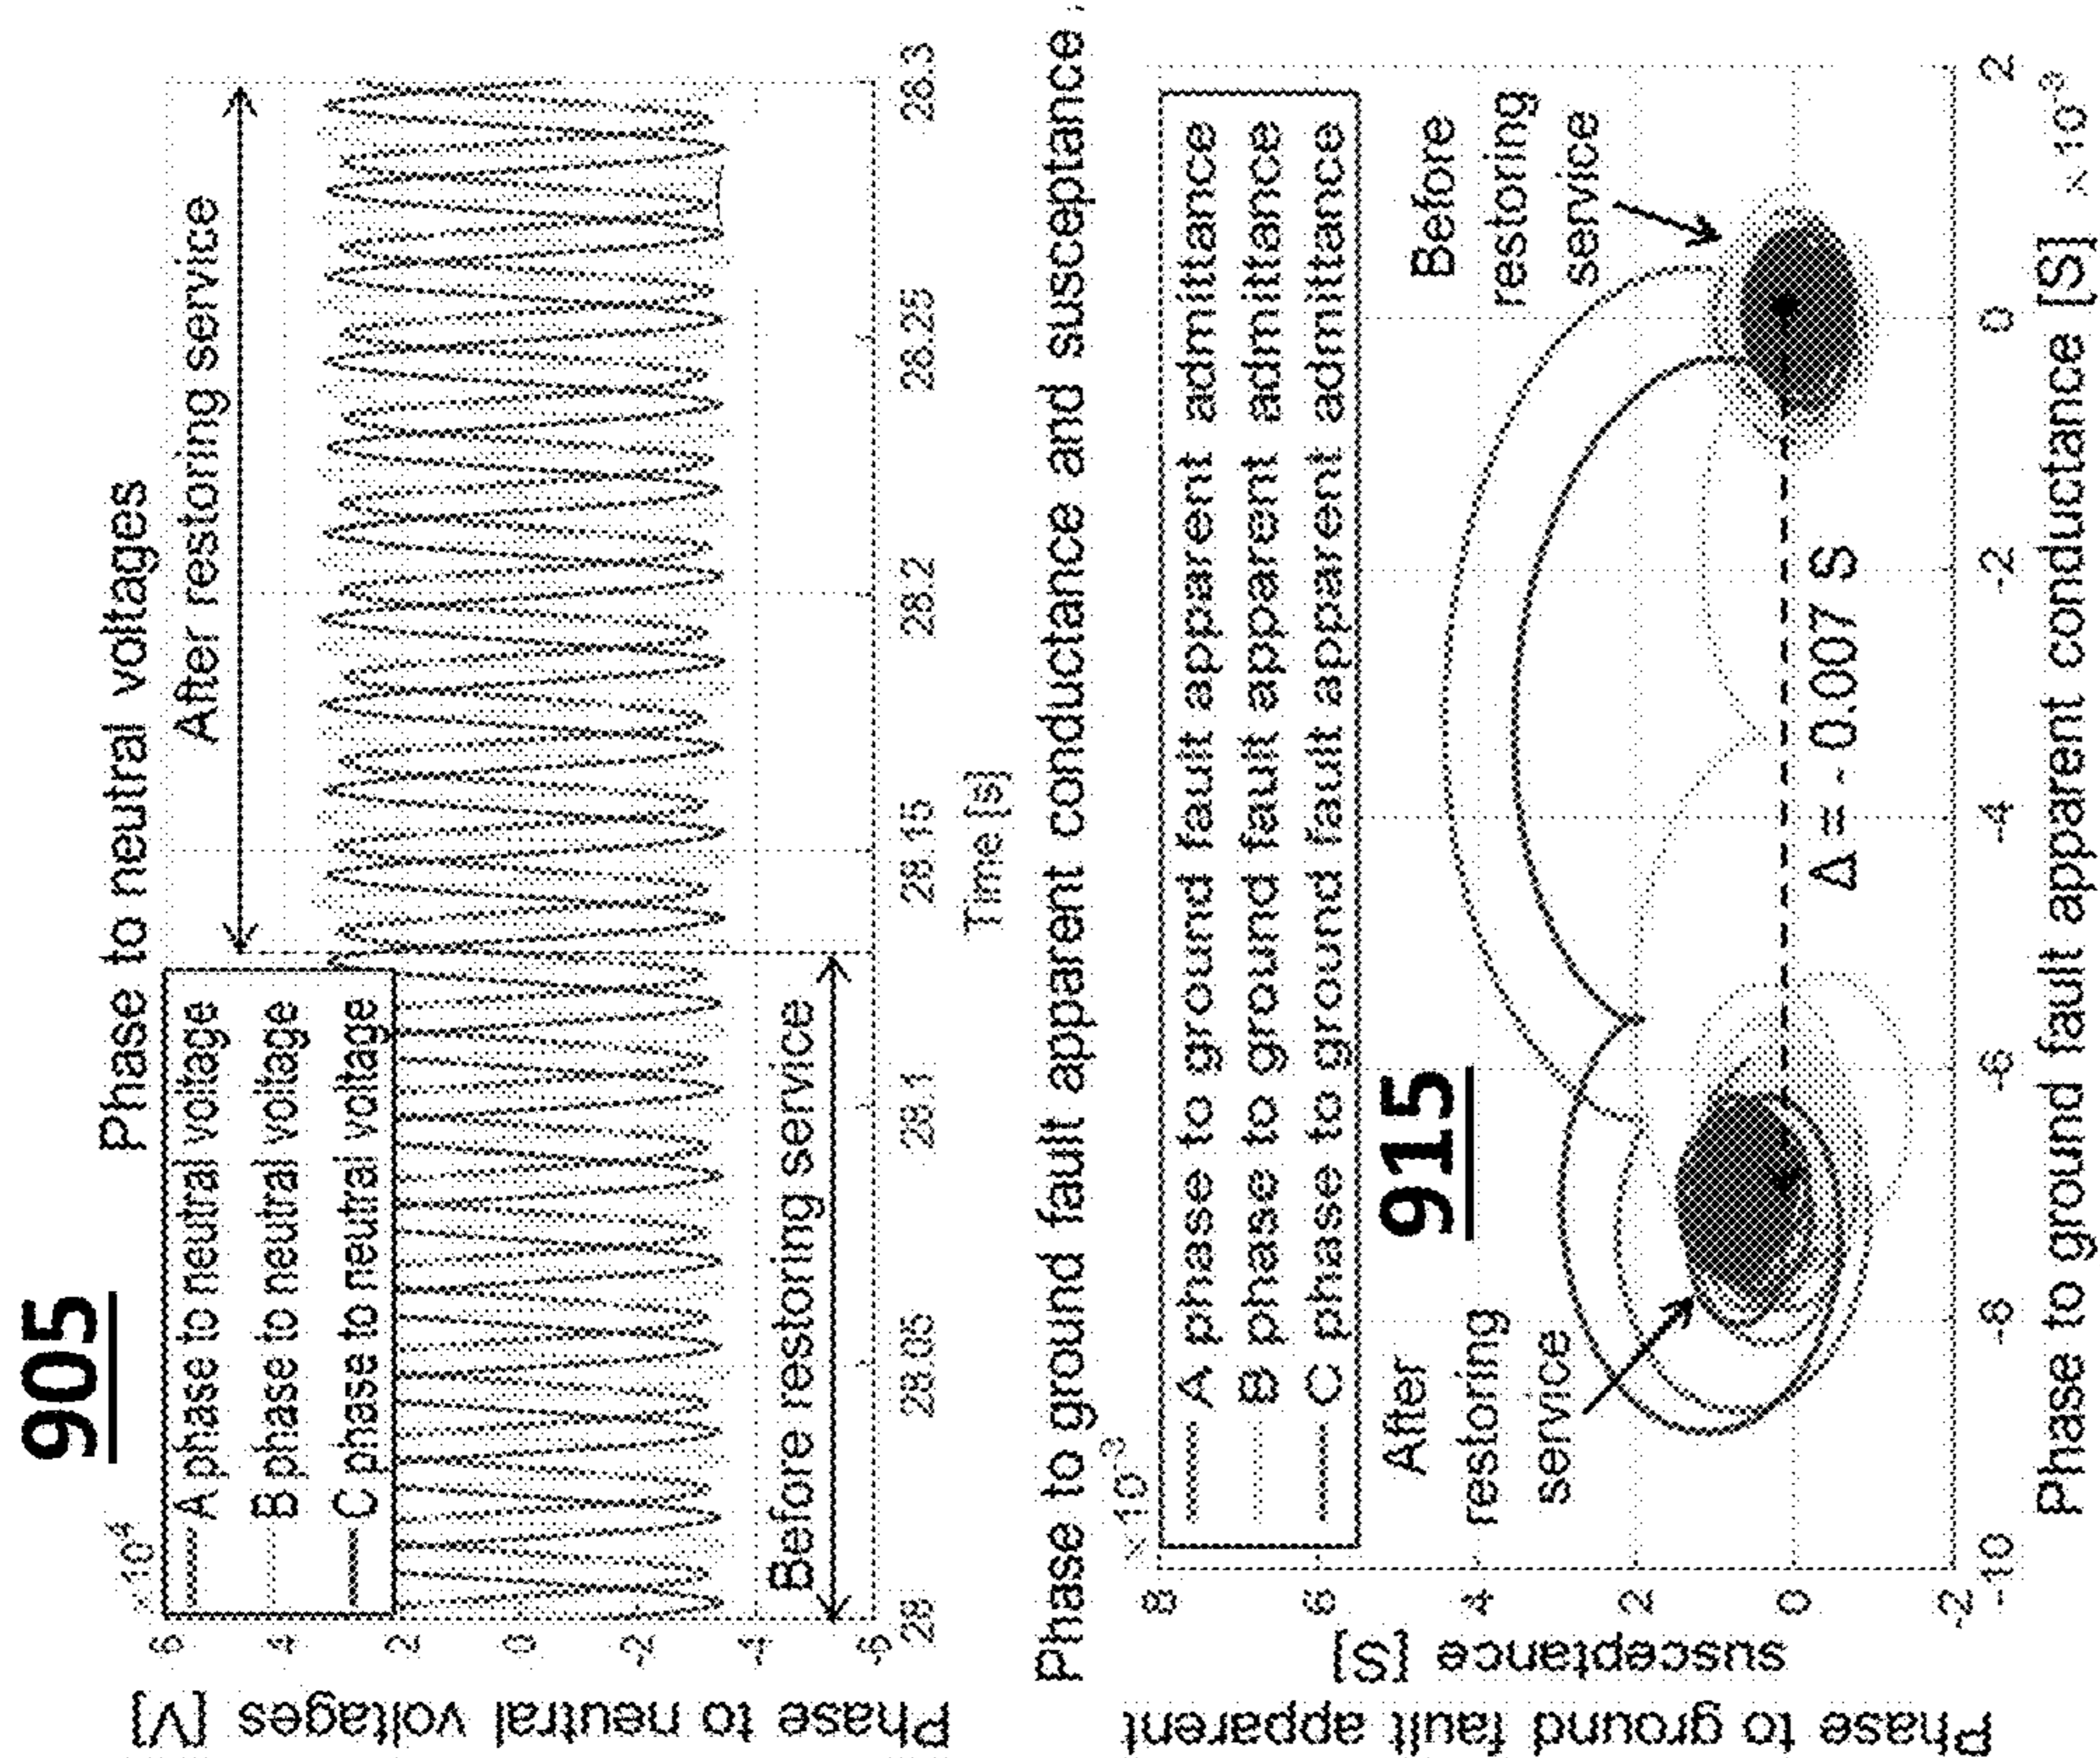 905
Phase to neutral voltages
×10⁴
A phase to neutral voltage
B phase to neutral voltage
C phase to neutral voltage
After restoring service
Before restoring service
Phase to neutral voltages [V]
6
4
2
0
-2
-4
-6
28
28.05
28.1
28.15
28.2
28.25
28.3
Time [s]
Phase to ground fault apparent conductance and susceptance
×10⁻³
A phase to ground fault apparent admittance
B phase to ground fault apparent admittance
C phase to ground fault apparent admittance
915
After
restoring
service
Before
restoring
service
Δ = - 0.007 S
Phase to ground fault apparent
susceptance [S]
8
6
4
2
0
-2
-10
-8
-6
-4
-2
0
2
×10⁻³
Phase to ground fault apparent conductance [S]